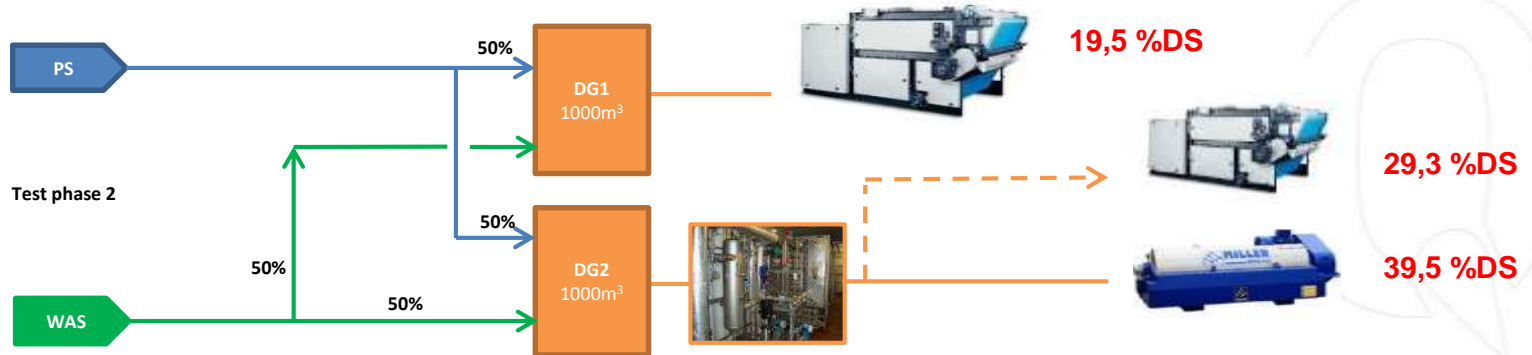 19,5 %DS
50%
PS
DG1
1000m³
29,3 %DS
Test phase 2
50%
50%
DG2
1000m³
MILLER
39,5 %DS
50%
WAS